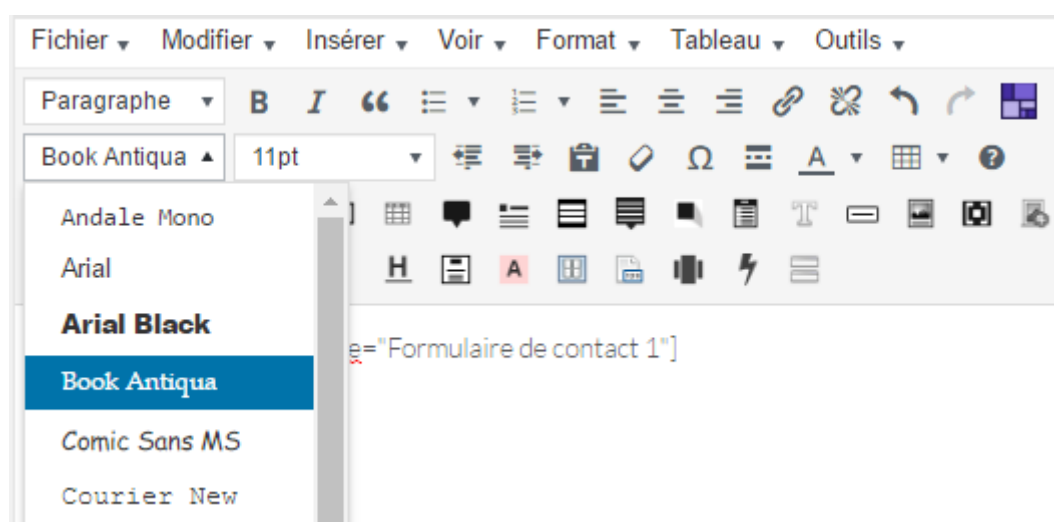 Fichier Modifier Insérer Voir Format Tableau Outils
Paragraphe B I
Book Antiqua 11pt Ω A
Andale Mono
T
Arial
H A
Arial Black
e="Formulaire de contact 1"]
Book Antiqua
Comic Sans MS
Courier New